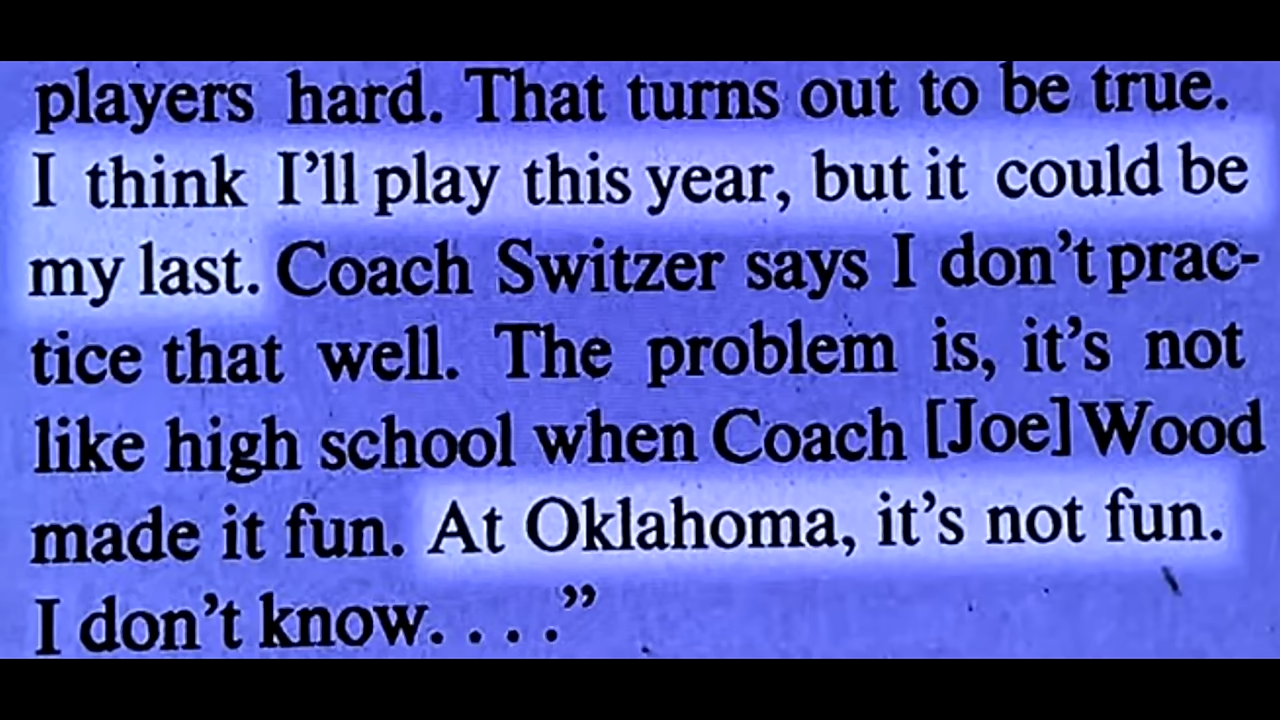 players hard. That turns out to be true.
I think I'll play this year, but it could be
my last. Coach Switzer says I don't prac-
tice that well. The problem is, it's not
like high school when Coach [Joe] Wood
made it fun. At Oklahoma, it's not fun.
I don't know. . . ."